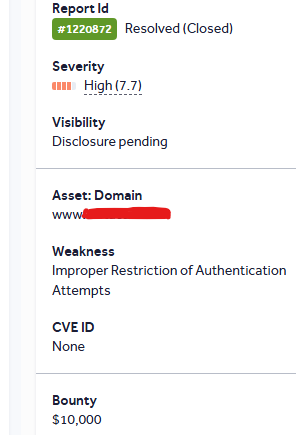 Report Id
#1220872 Resolved (Closed)
Severity
High (7.7)
Visibility
Disclosure pending
Asset: Domain
www
Weakness
Improper Restriction of Authentication
Attempts
CVE ID
None
Bounty
$10,000